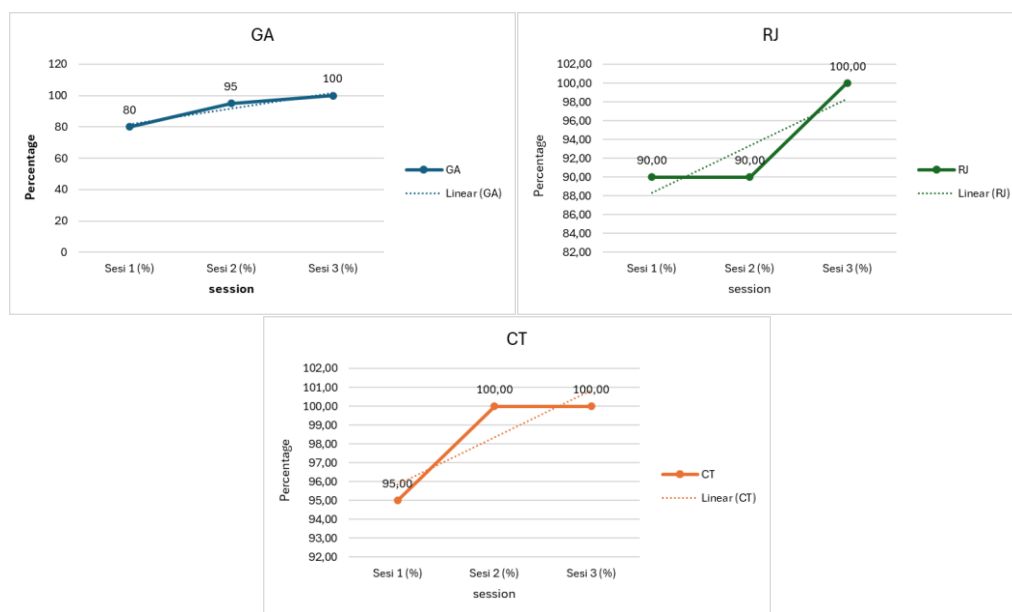 GA
120
100
80
60
40
20
0
80
95
100
Percentage
Sesi 1 (%)
Sesi 2 (%)
Sesi 3 (%)
session
GA
Linear (GA)
RJ
102,00
100,00
98,00
96,00
94,00
92,00
90,00
88,00
86,00
84,00
82,00
90,00
90,00
100,00
Percentage
Sesi 1 (%)
Sesi 2 (%)
Sesi 3 (%)
session
RJ
Linear (RJ)
CT
102,00
101,00
100,00
99,00
98,00
97,00
96,00
95,00
94,00
93,00
92,00
95,00
100,00
100,00
Percentage
Sesi 1 (%)
Sesi 2 (%)
Sesi 3 (%)
session
CT
Linear (CT)